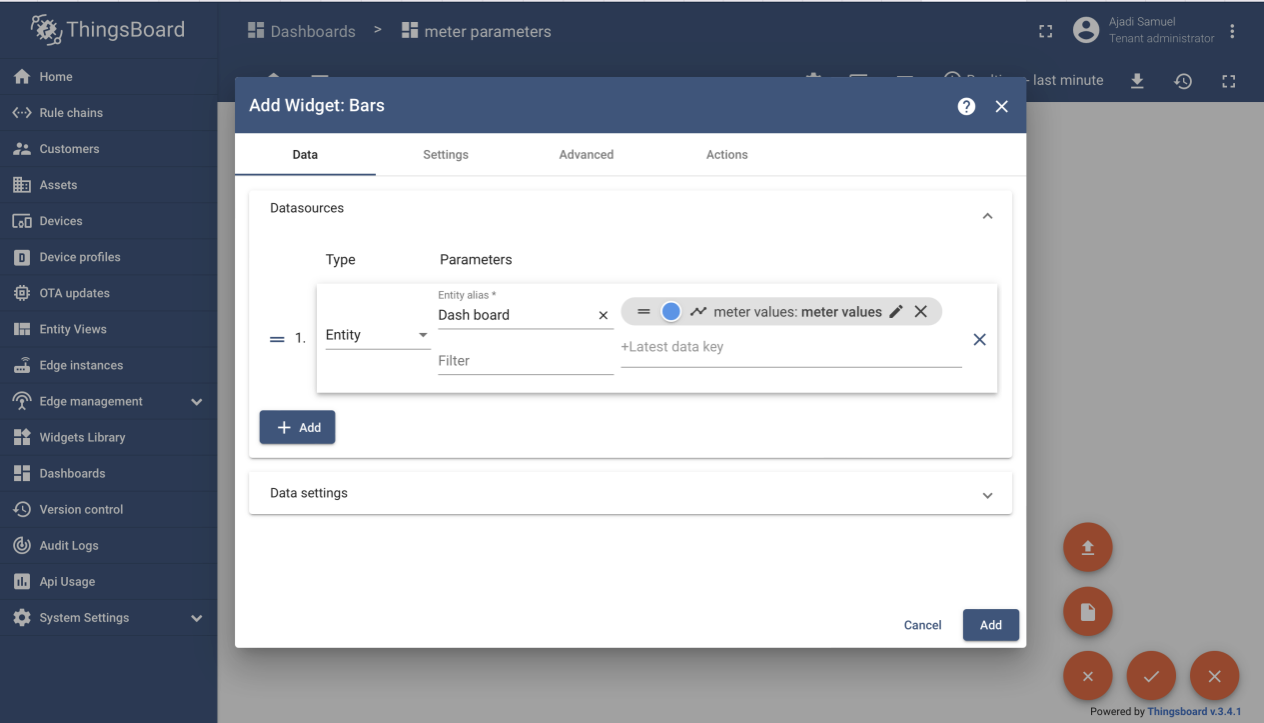 ThingsBoard
Dashboards > meter parameters
Ajadi Samuel
Tenant administrator
Home
- last minute
Rule chains
Customers
Assets
Devices
Device profiles
OTA updates
Entity Views
Edge instances
Edge management
Widgets Library
Dashboards
Version control
Audit Logs
Api Usage
System Settings
Add Widget: Bars
Data Settings Advanced Actions
Datasources
Type Parameters
1.
Entity
Entity alias *
Dash board
Filter
meter values: meter values
+Latest data key
+ Add
Data settings
Cancel Add
Powered by Thingsboard v.3.4.1